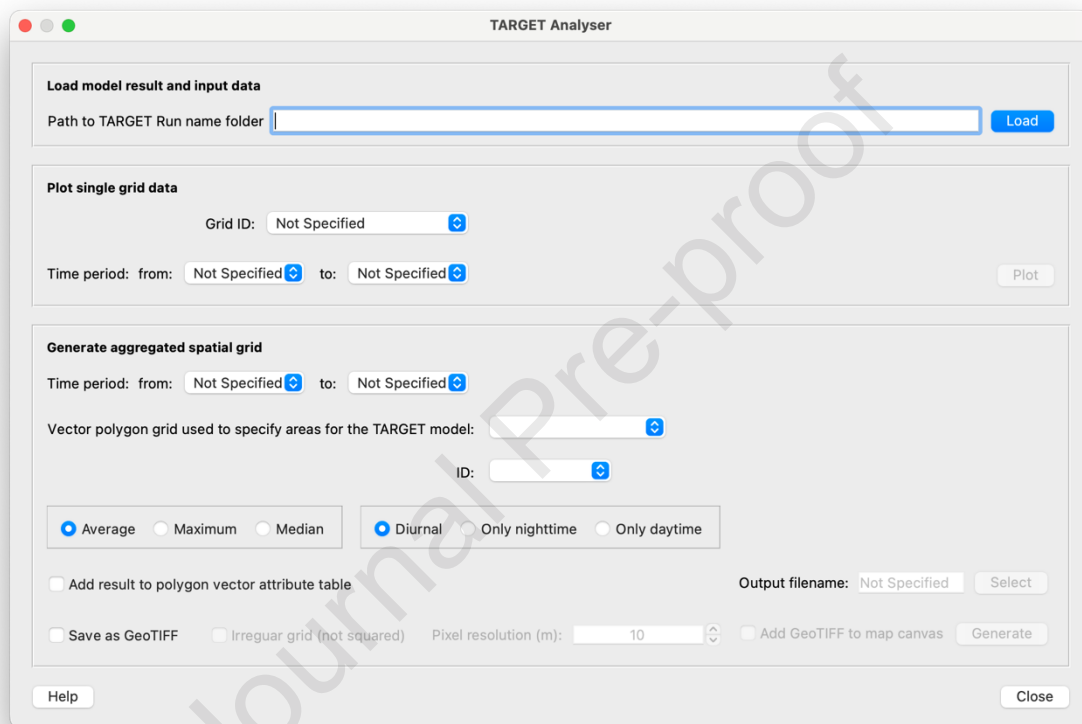 TARGET Analyser
Load model result and input data
Path to TARGET Run name folder Load
Plot single grid data
Grid ID: Not Specified
Time period: from: Not Specified to: Not Specified Plot
Generate aggregated spatial grid
Time period: from: Not Specified to: Not Specified
Vector polygon grid used to specify areas for the TARGET model:
ID:
Average Maximum Median Diurnal Only nighttime Only daytime
Add result to polygon vector attribute table Output filename: Not Specified Select
Save as GeoTIFF Irreguar grid (not squared) Pixel resolution (m): 10 Add GeoTIFF to map canvas Generate
Help Close
Journal Pre-proof